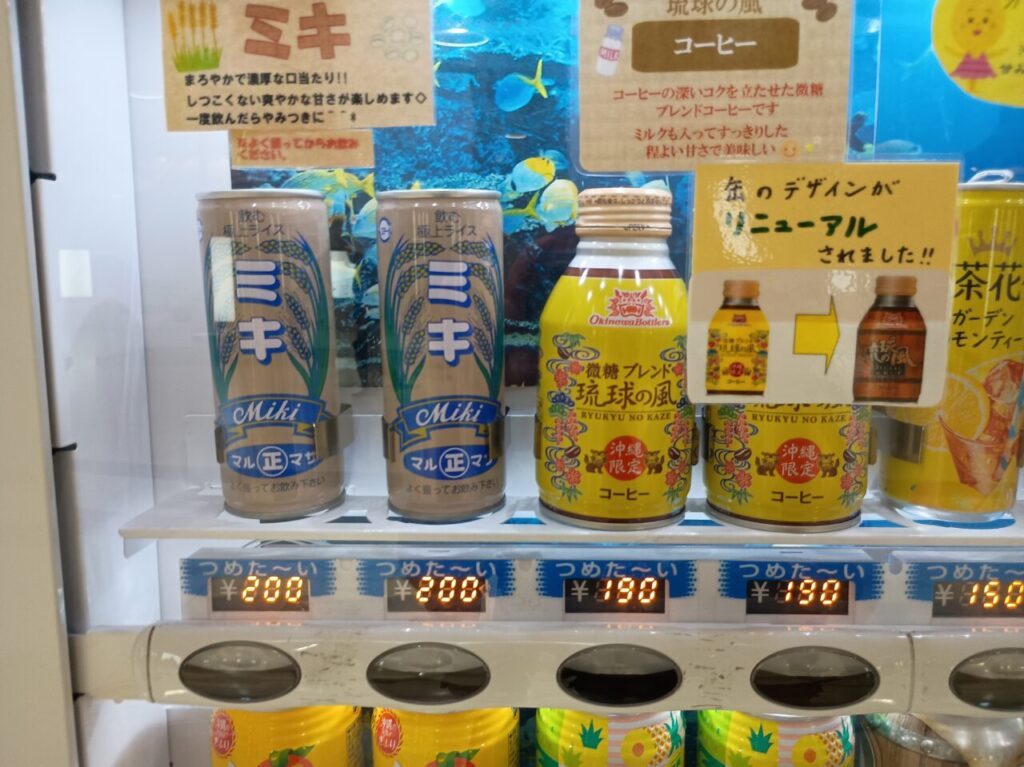 ミキ
まろやかで濃厚な口当たり!!
しつこくない爽やかな甘さが楽しめます◇
一度飲んだらやみつきに
よく振ってからお飲み
ください。
琉球の風
MILK
コーヒー
コーヒーの深いコクを立たせた微糖
ブレンドコーヒーです
ミルクも入ってすっきりした
程よい甘さで美味しい
缶のデザインが
リニューアル
されました!!
飲む
極上ライス
ミキ
Miki
マル正マサ
よく振ってお飲み下さい
飲む
極上ライス
ミキ
Miki
マル正マサ
よく振ってお飲み下さい
Okinawa Bottlers
微糖 ブレンド
琉球の風
RYUKYU NO KAZE
沖縄
限定
コーヒー
RYUKYU NO KAZE
沖縄
限定
コーヒー
茶花
ガーデン
モンティー
つめた〜い
¥200
つめた〜い
¥200
つめた〜い
¥190
つめた〜い
¥190
つめた〜い
¥150